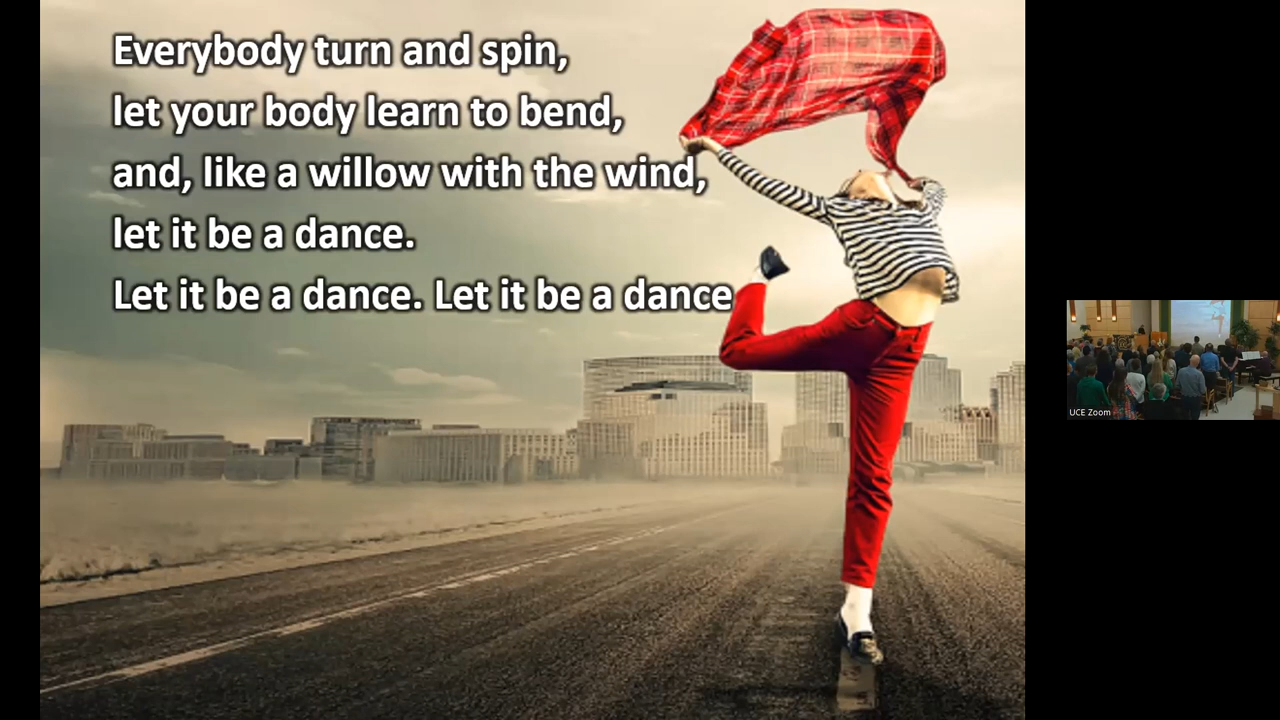 Everybody turn and spin,
let your body learn to bend,
and, like a willow with the wind,
let it be a dance.
Let it be a dance. Let it be a dance
UCE Zoom